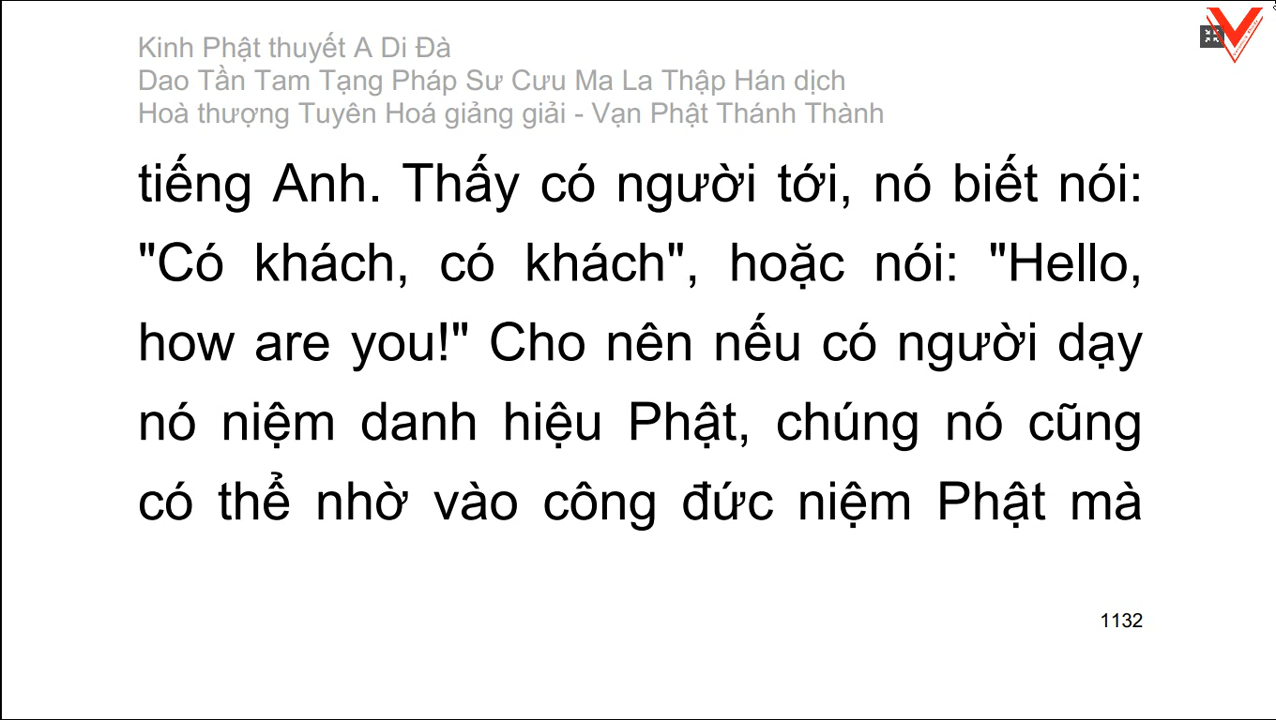 Kinh Phật thuyết A Di Đà
Dao Tần Tam Tạng Pháp Sư Cưu Ma La Thập Hán dịch
Hoà thượng Tuyên Hoá giảng giải - Vạn Phật Thánh Thành
tiếng Anh. Thấy có người tới, nó biết nói:
"Có khách, có khách", hoặc nói: "Hello,
how are you!" Cho nên nếu có người dạy
nó niệm danh hiệu Phật, chúng nó cũng
có thể nhờ vào công đức niệm Phật mà
1132